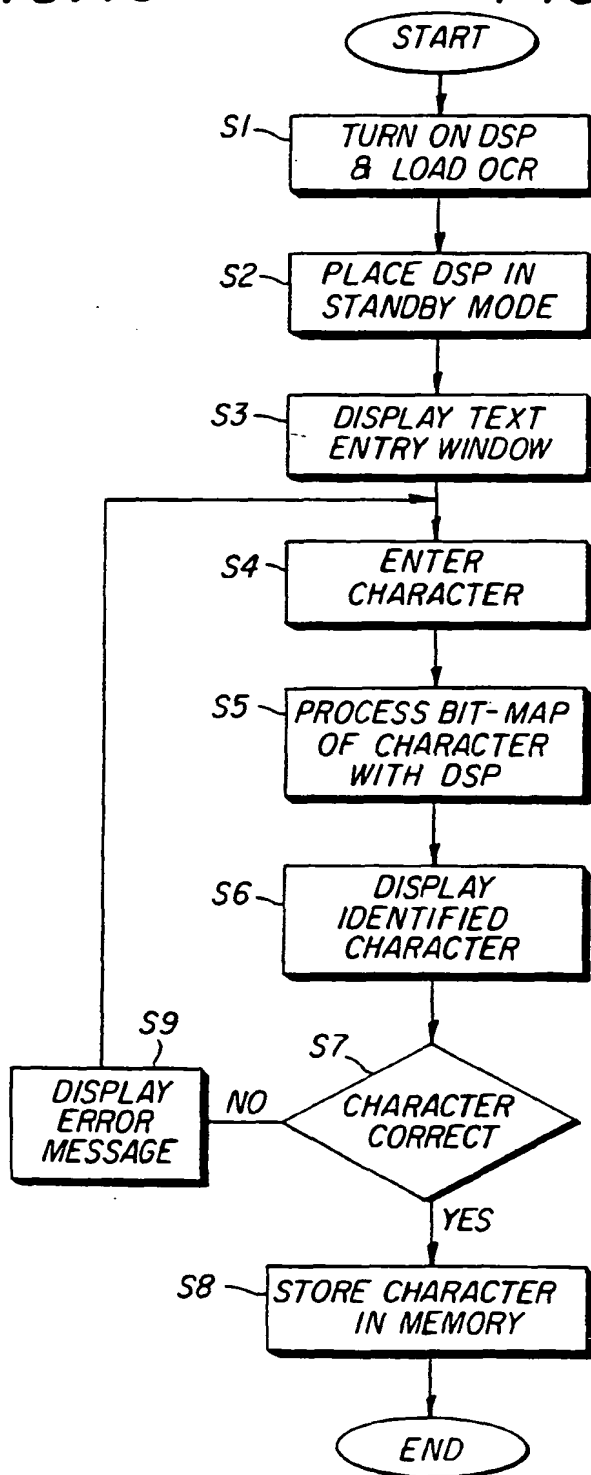 START
S1
TURN ON DSP
& LOAD OCR
S2
PLACE DSP IN
STANDBY MODE
S3
DISPLAY TEXT
ENTRY WINDOW
S4
ENTER
CHARACTER
S5
PROCESS BIT-MAP
OF CHARACTER
WITH DSP
S6
DISPLAY
IDENTIFIED
CHARACTER
S7
CHARACTER
CORRECT
NO
S9
DISPLAY
ERROR
MESSAGE
YES
S8
STORE CHARACTER
IN MEMORY
END